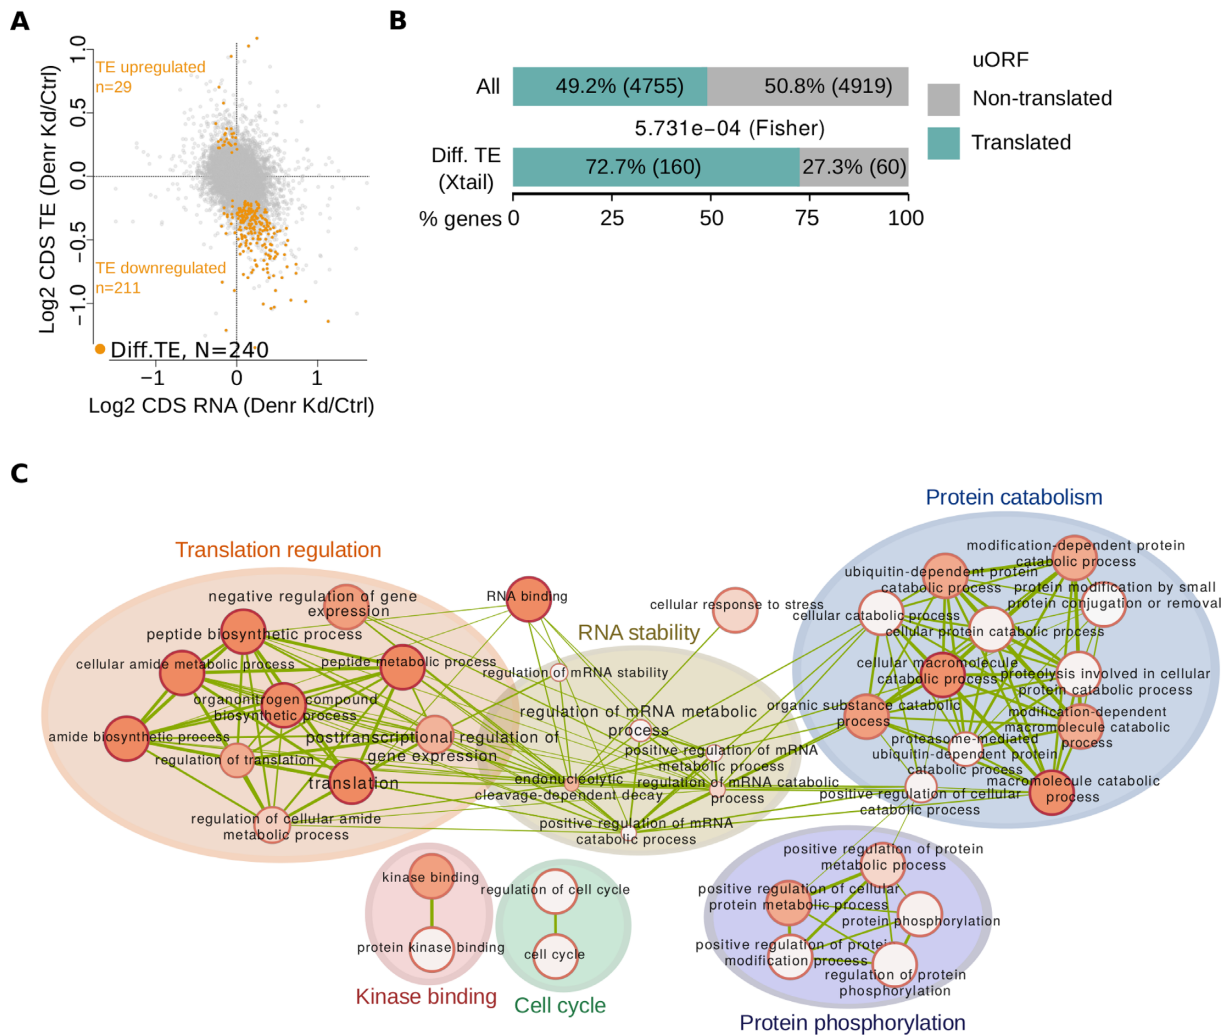 A
B
1.0
0.5
0.0
−0.5
−1.0
Log2 CDS TE (Denr Kd/Ctrl)
TE upregulated
n=29
TE downregulated
n=211
Diff.TE, N=240
−1
0
1
Log2 CDS RNA (Denr Kd/Ctrl)
All
49.2% (4755)
50.8% (4919)
5.731e−04 (Fisher)
Diff. TE
(Xtail)
72.7% (160)
27.3% (60)
% genes
0
25
50
75
100
uORF
Non-translated
Translated
C
Translation regulation
negative regulation of gene
expression
peptide biosynthetic process
cellular amide metabolic process
peptide metabolic process
organonitrogen compound
biosynthetic process
amide biosynthetic process
posttranscriptional regulation of
gene expression
regulation of translation
translation
regulation of cellular amide
metabolic process
RNA binding
cellular response to stress
RNA stability
regulation of mRNA stability
regulation of mRNA metabolic
process
positive regulation of mRNA
metabolic process
endonucleolytic
cleavage-dependent decay
regulation of mRNA catabolic
process
positive regulation of mRNA
catabolic process
Protein catabolism
modification-dependent protein
catabolic process
ubiquitin-dependent protein
catabolic process
protein modification by small
protein conjugation or removal
cellular catabolic process
cellular protein catabolic process
cellular macromolecule
catabolic process
proteolysis involved in cellular
protein catabolic process
organic substance catabolic
process
modification-dependent
macromolecule catabolic
process
proteasome-mediated
ubiquitin-dependent protein
catabolic process
macromolecule catabolic
process
positive regulation of cellular
catabolic process
kinase binding
protein kinase binding
Kinase binding
regulation of cell cycle
cell cycle
Cell cycle
positive regulation of protein
metabolic process
positive regulation of cellular
protein metabolic process
protein phosphorylation
positive regulation of protein
modification process
regulation of protein
phosphorylation
Protein phosphorylation